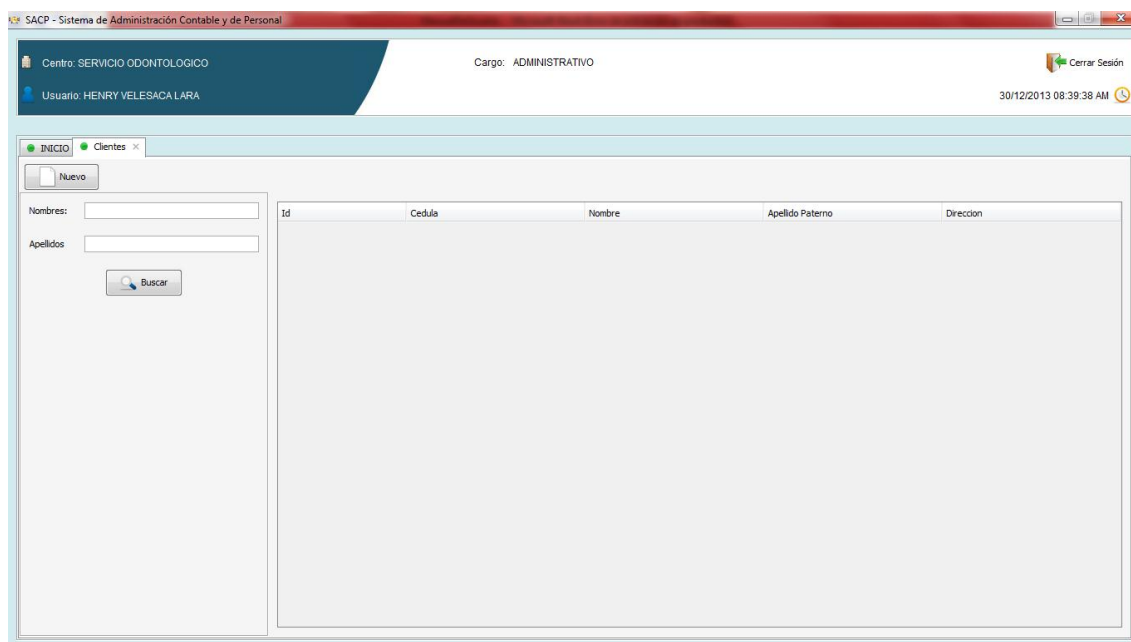 SACP - Sistema de Administración Contable y de Personal
Centro: SERVICIO ODONTOLOGICO Cargo: ADMINISTRATIVO Cerrar Sesión
Usuario: HENRY VELESACA LARA 30/12/2013 08:39:38 AM
INICIO Clientes
Nuevo
Nombres: Id Cedula Nombre Apellido Paterno Direccion
Apellidos
Buscar